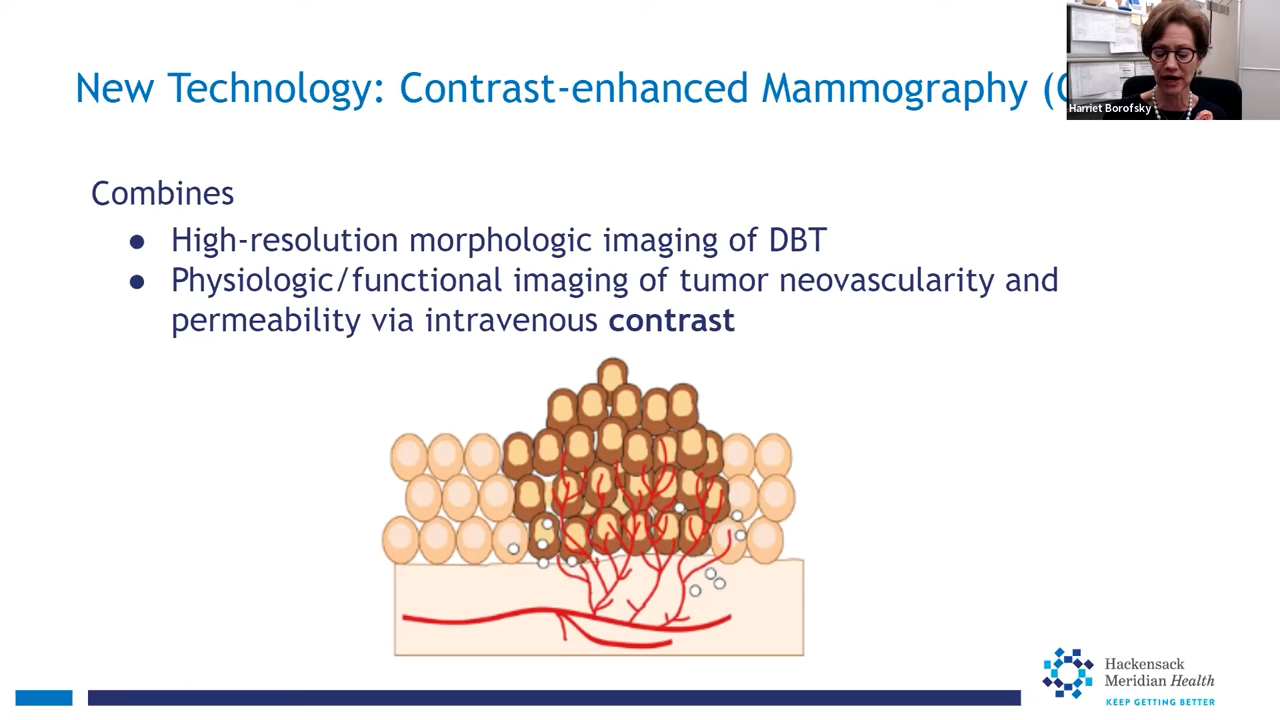 New Technology: Contrast-enhanced Mammography (
Harriet Borofsky
Combines
● High-resolution morphologic imaging of DBT
● Physiologic/functional imaging of tumor neovascularity and
permeability via intravenous contrast
Hackensack
Meridian Health
KEEP GETTING BETTER